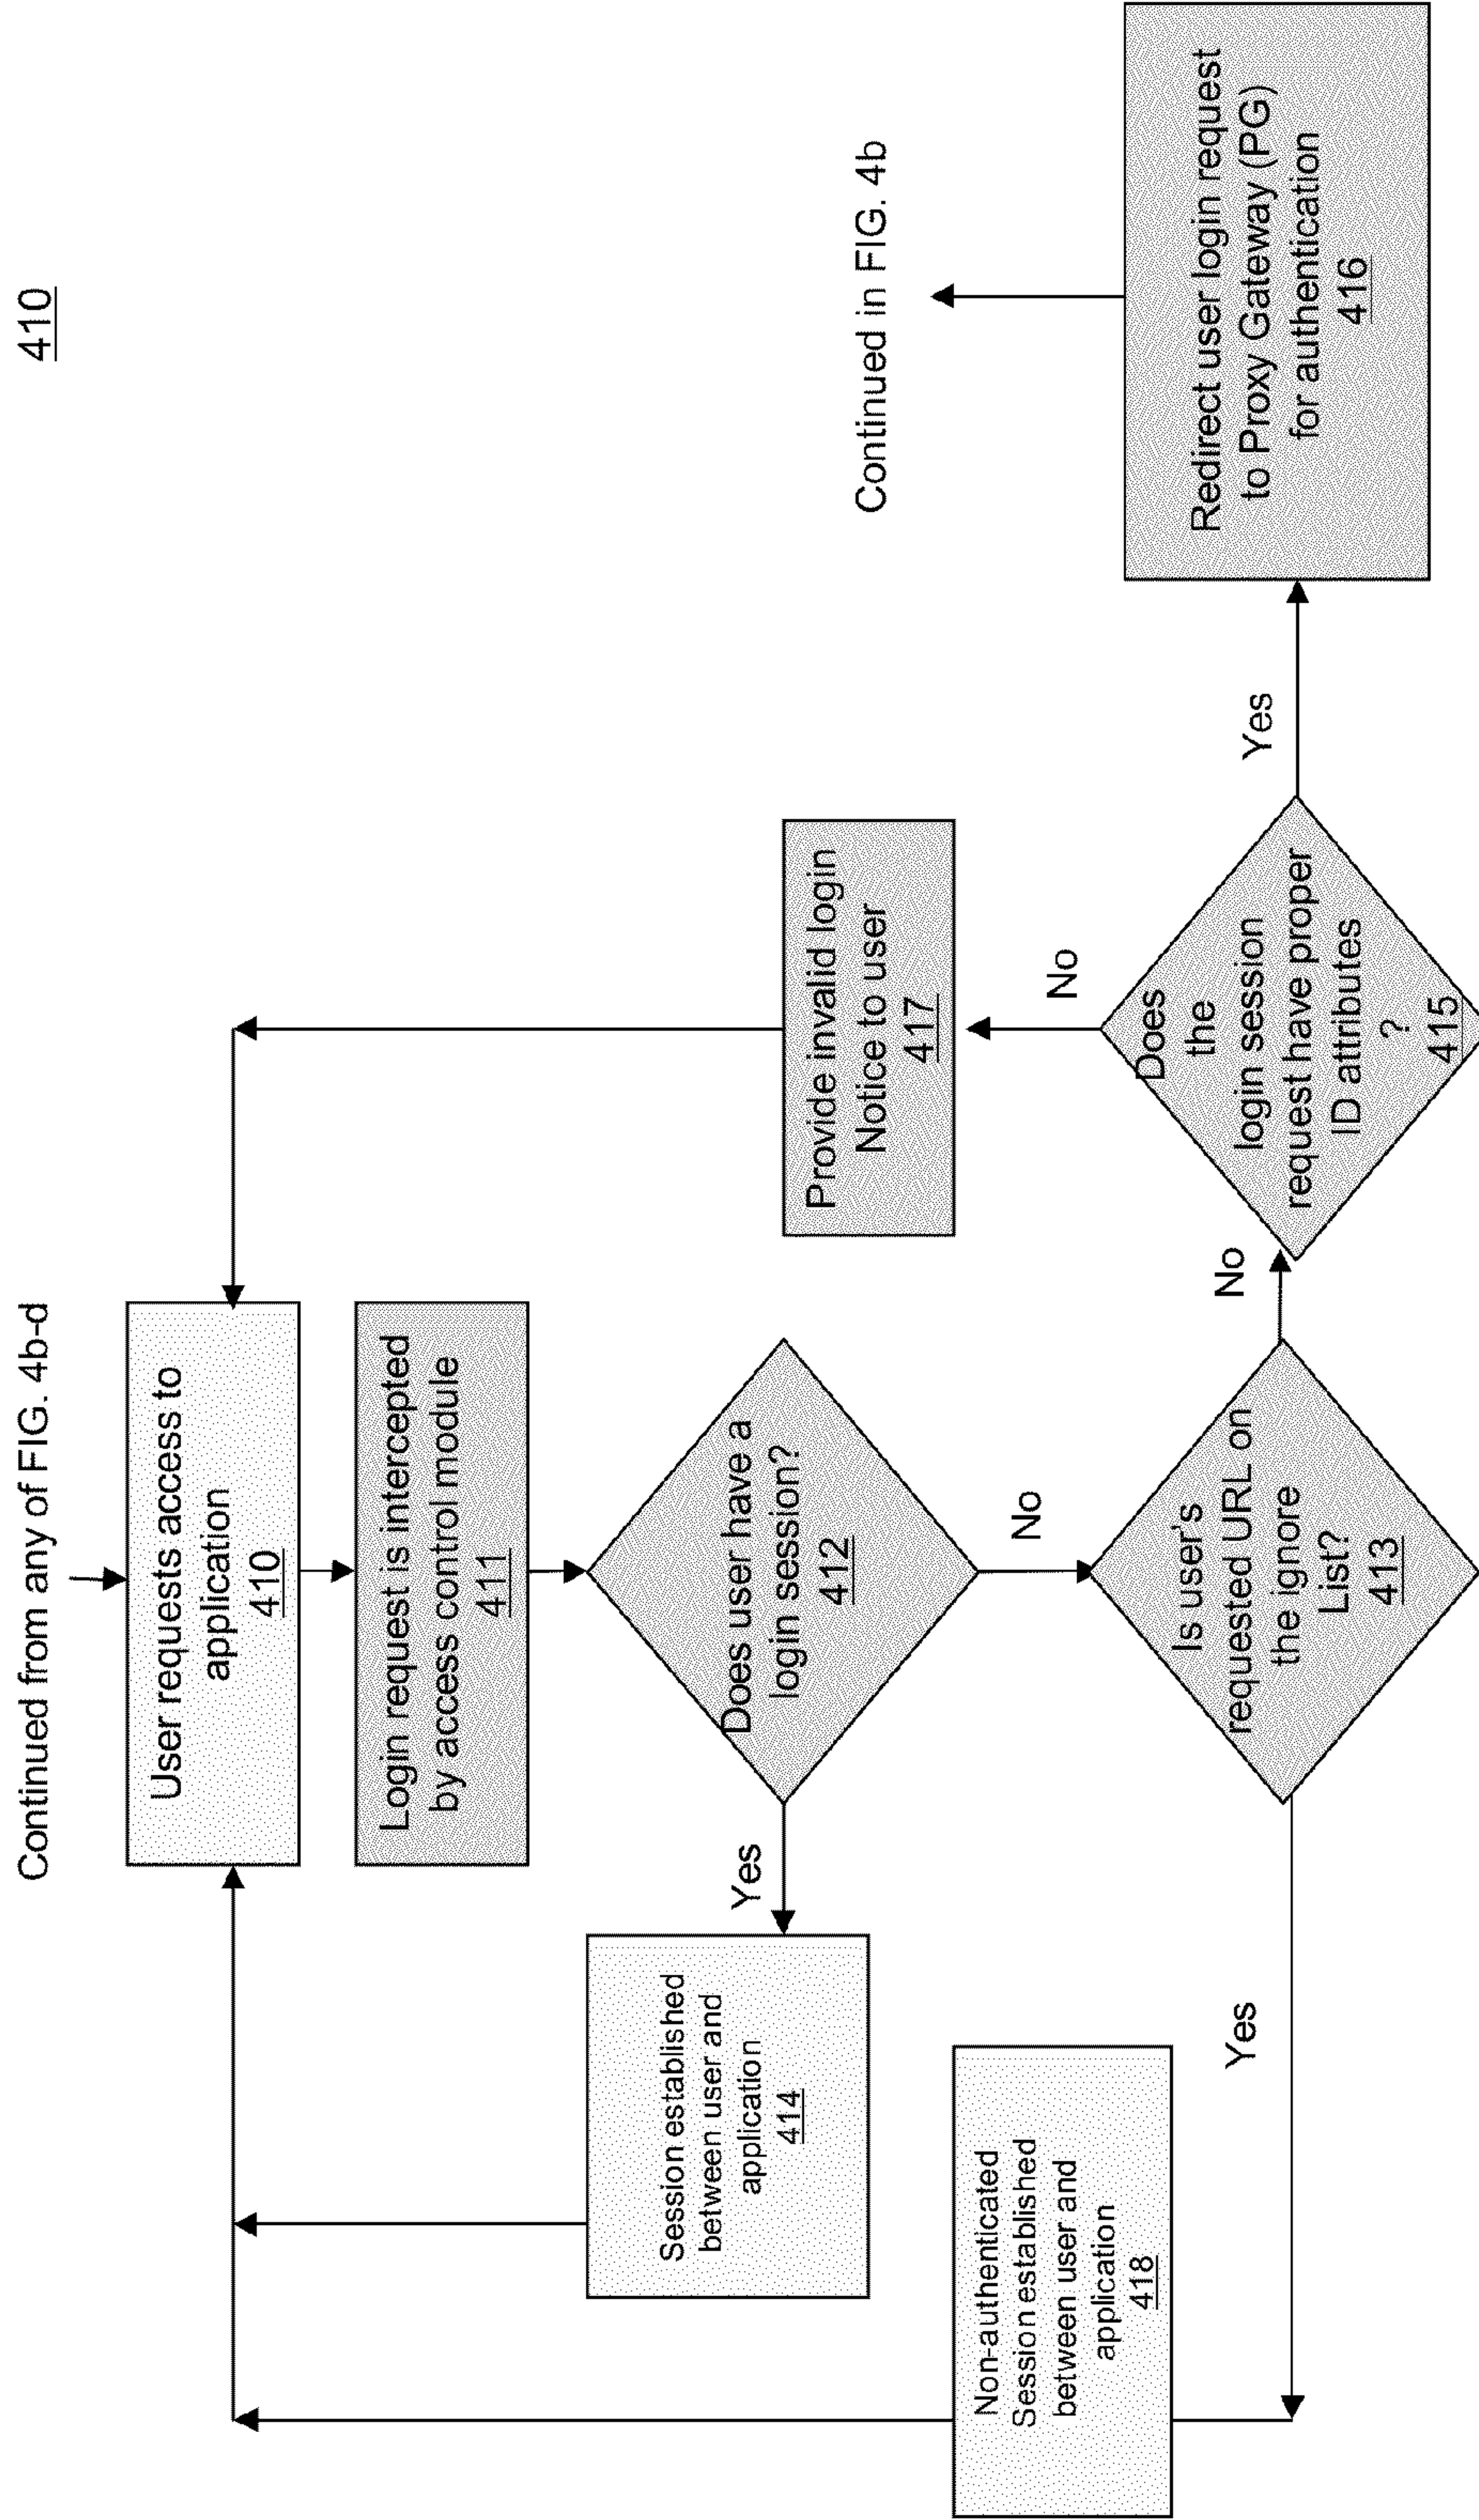 410
Continued from any of FIG. 4b-d
User requests access to
application
410
Login request is intercepted
by access control module
411
Does user have a
login session?
412
Yes
No
Session established
between user and
application
414
Is user's
requested URL on
the ignore
List?
413
Yes
No
Non-authenticated
Session established
between user and
application
418
Does
the
login session
request have proper
ID attributes
?
415
No
Yes
Provide invalid login
Notice to user
417
Redirect user login request
to Proxy Gateway (PG)
for authentication
416
Continued in FIG. 4b